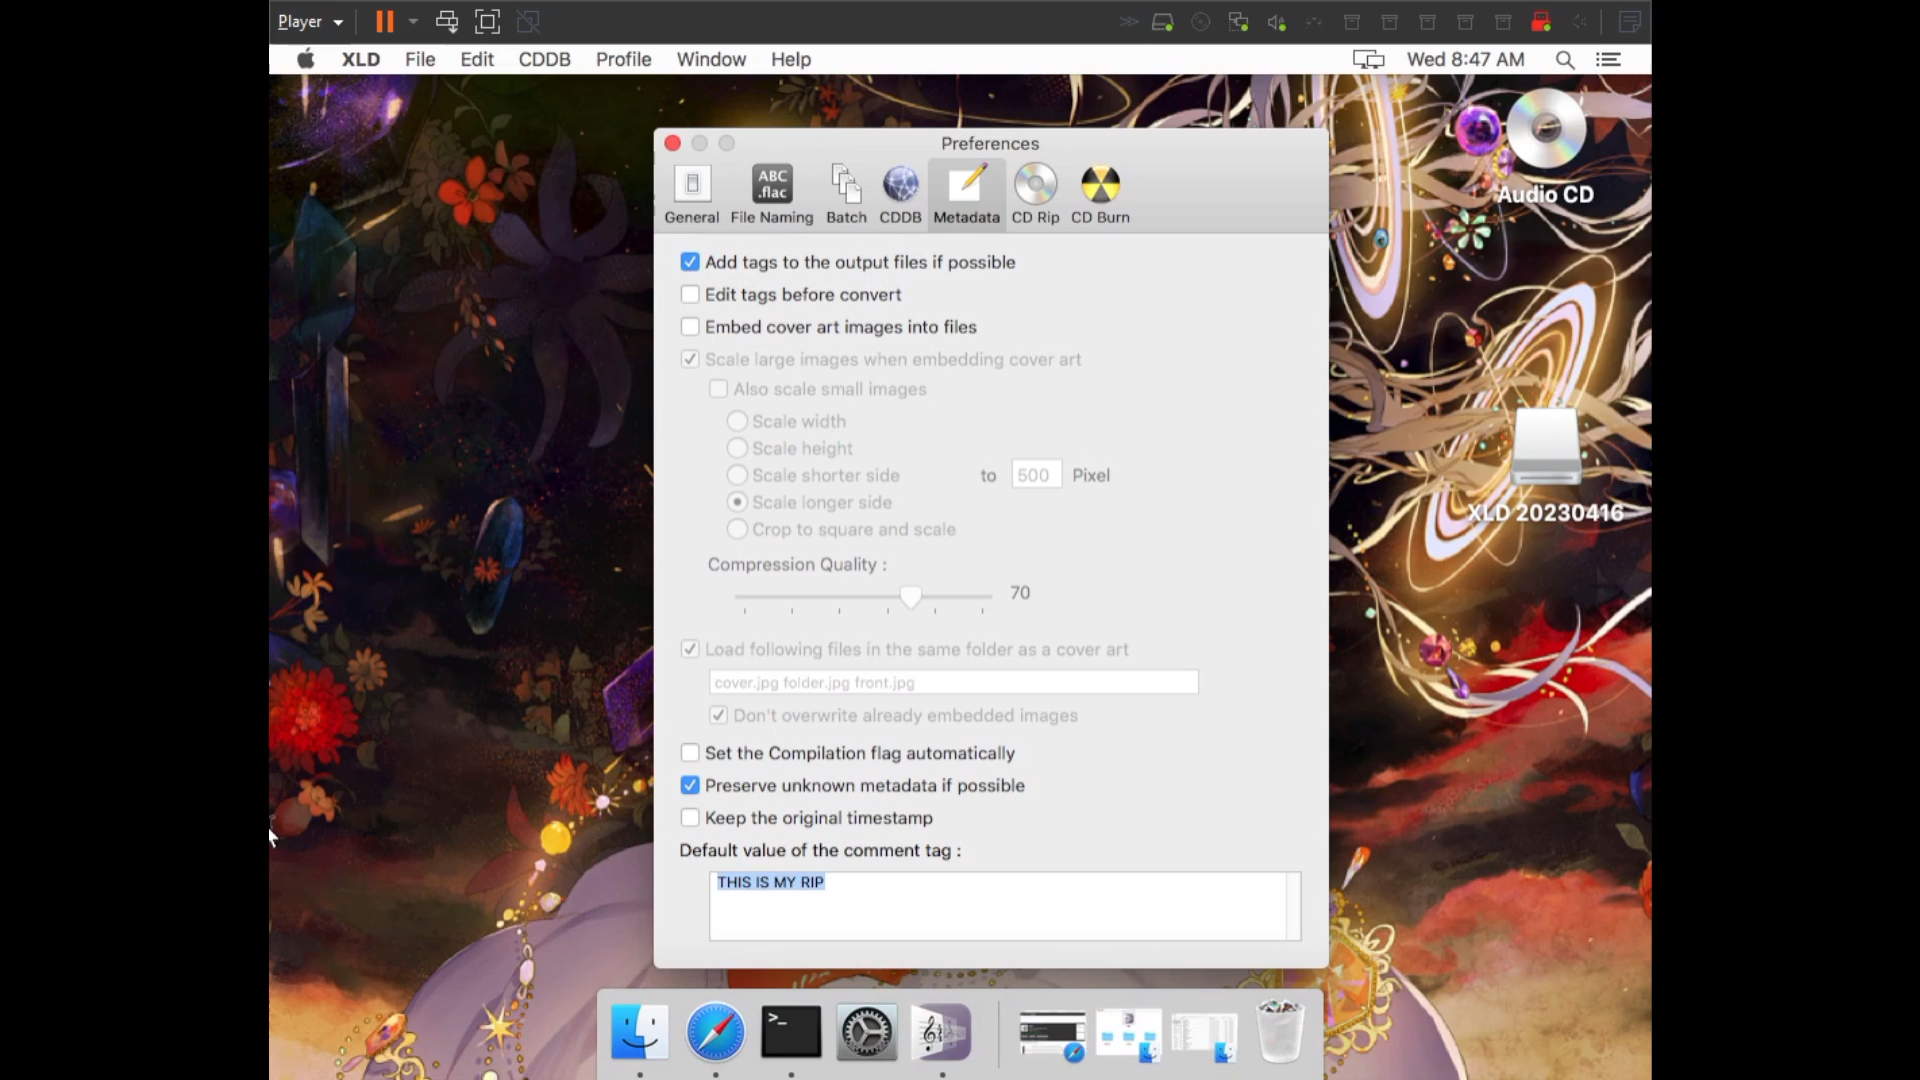 Player
XLD File Edit CDDB Profile Window Help
Wed 8:47 AM
Preferences
ABC
.flac
General File Naming Batch CDDB Metadata CD Rip CD Burn
Add tags to the output files if possible
Edit tags before convert
Embed cover art images into files
Scale large images when embedding cover art
Also scale small images
Scale width
Scale height
Scale shorter side to 500 Pixel
Scale longer side
Crop to square and scale
Compression Quality :
70
Load following files in the same folder as a cover art
cover.jpg folder.jpg front.jpg
Don't overwrite already embedded images
Set the Compilation flag automatically
Preserve unknown metadata if possible
Keep the original timestamp
Default value of the comment tag :
THIS IS MY RIP
Audio CD
XLD 20230416
>_